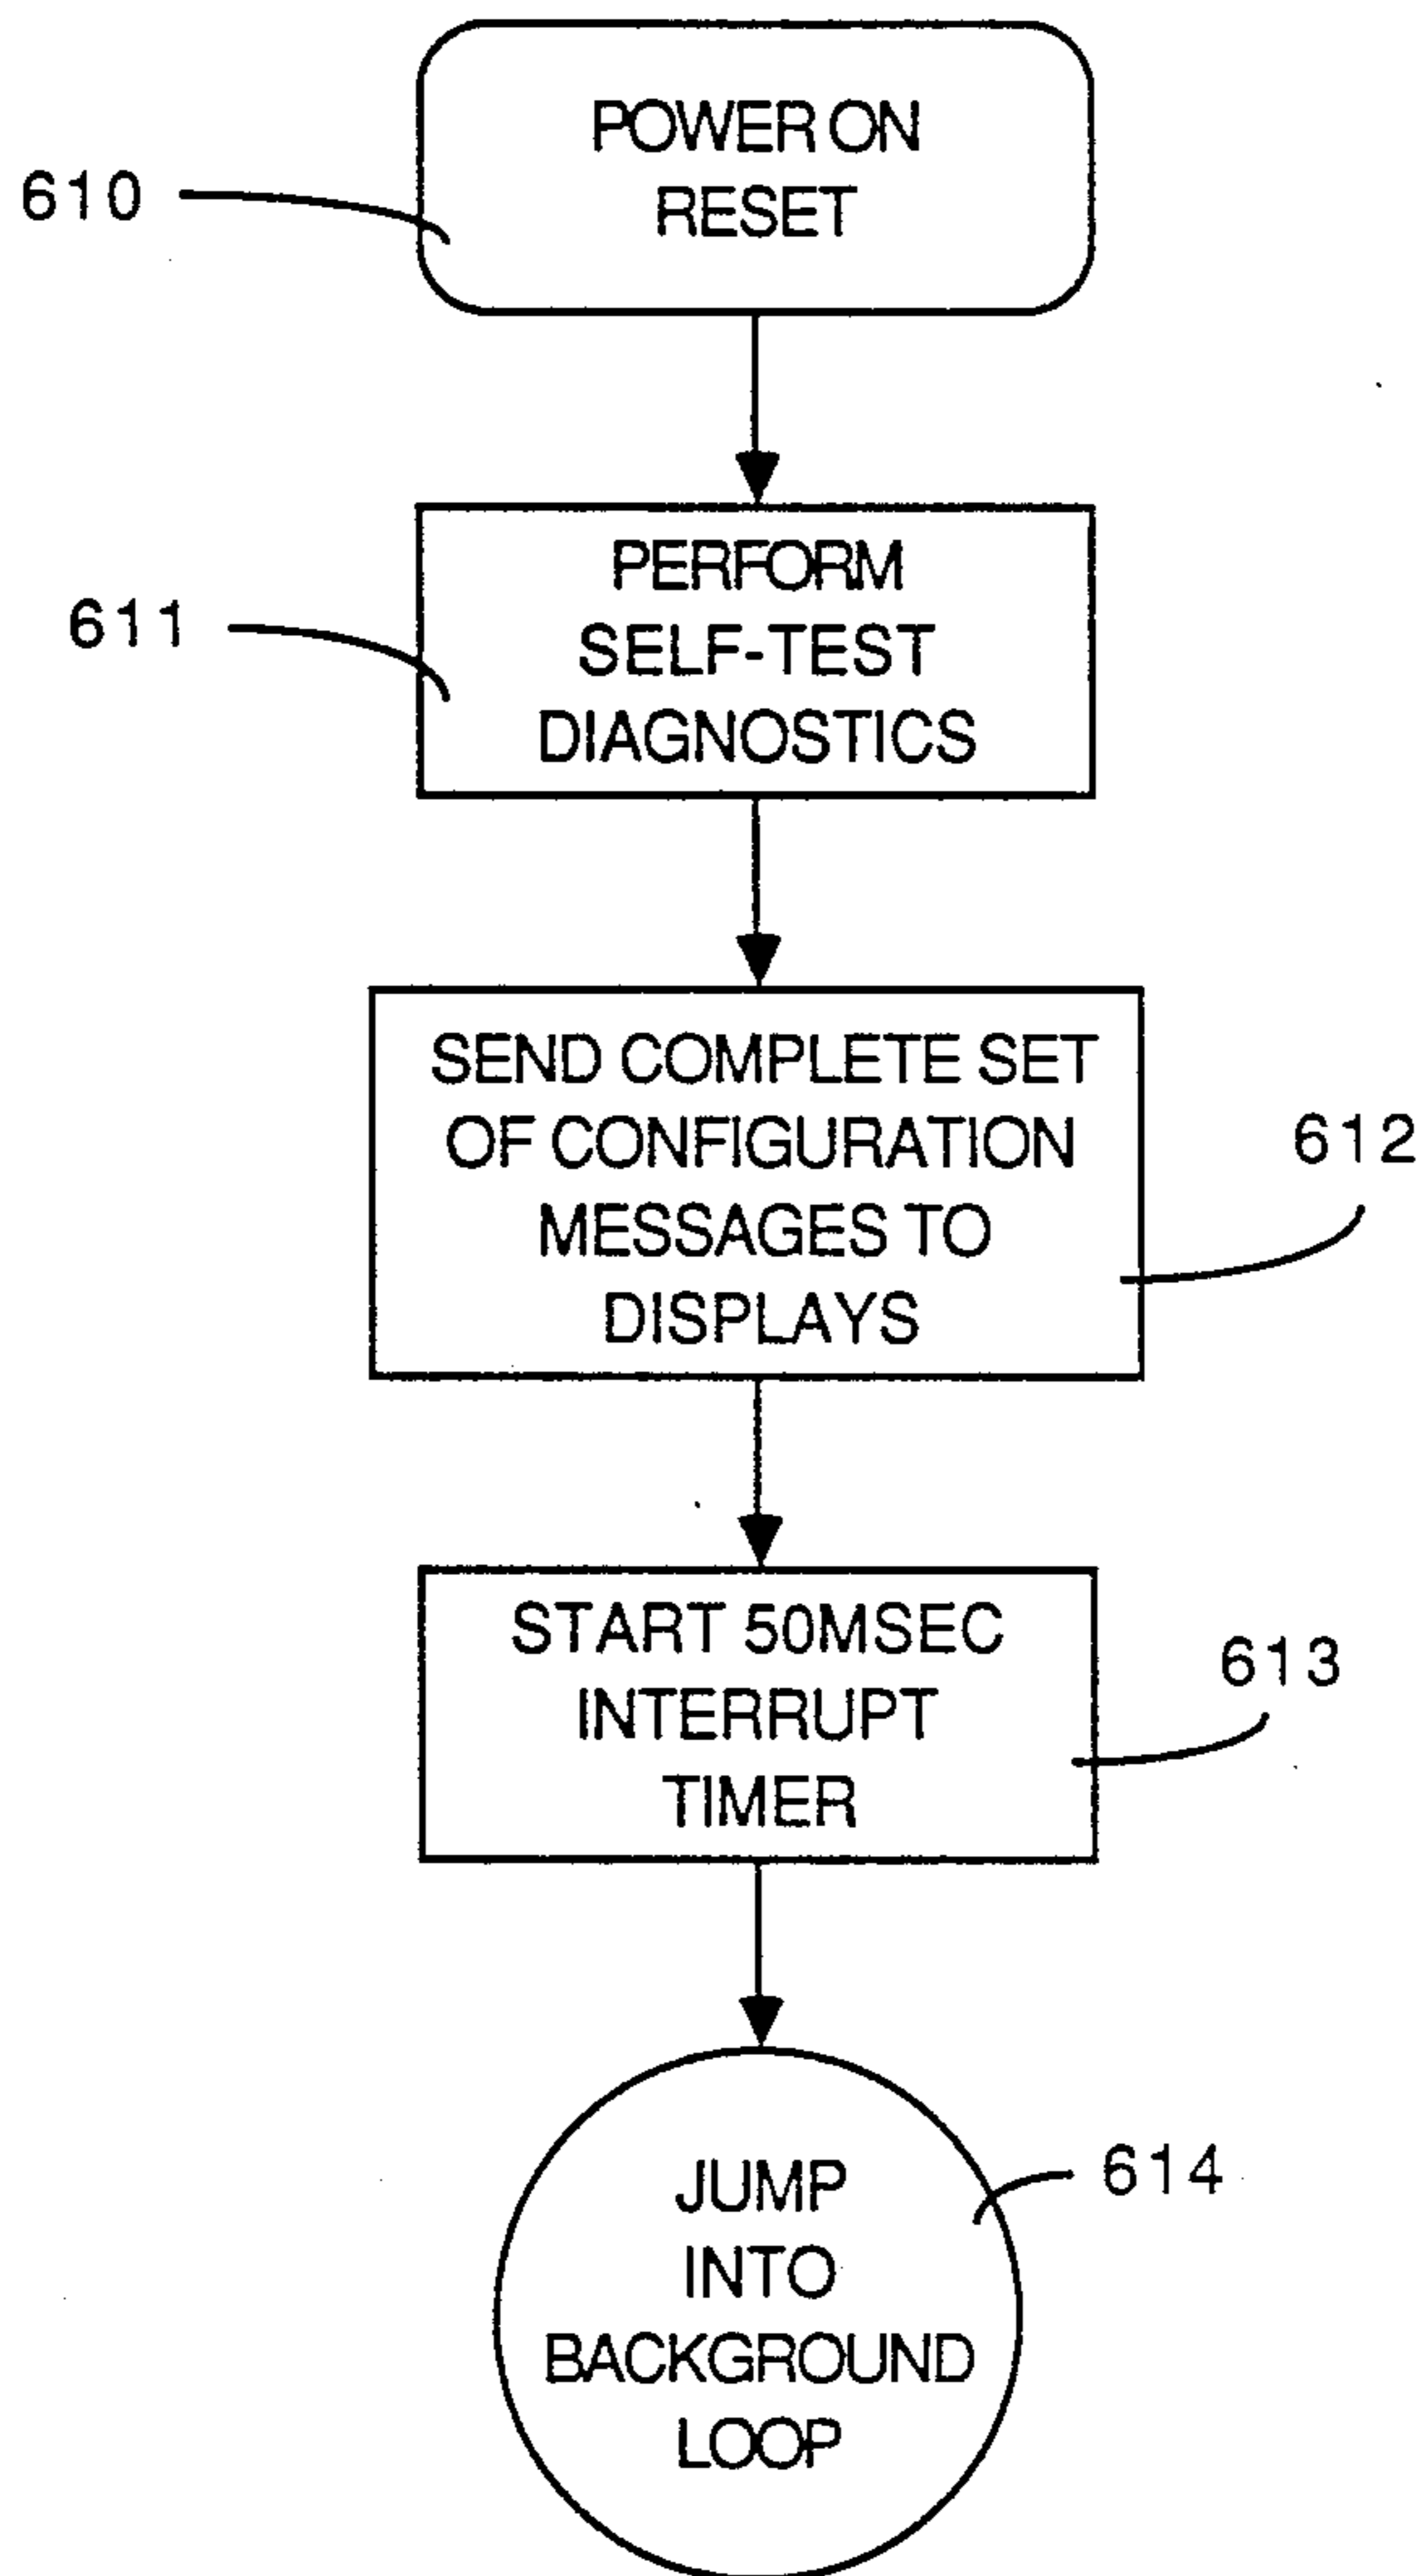 POWER ON
RESET
610
PERFORM
SELF-TEST
DIAGNOSTICS
611
SEND COMPLETE SET
OF CONFIGURATION
MESSAGES TO
DISPLAYS
612
START 50MSEC
INTERRUPT
TIMER
613
JUMP
INTO
BACKGROUND
LOOP
614